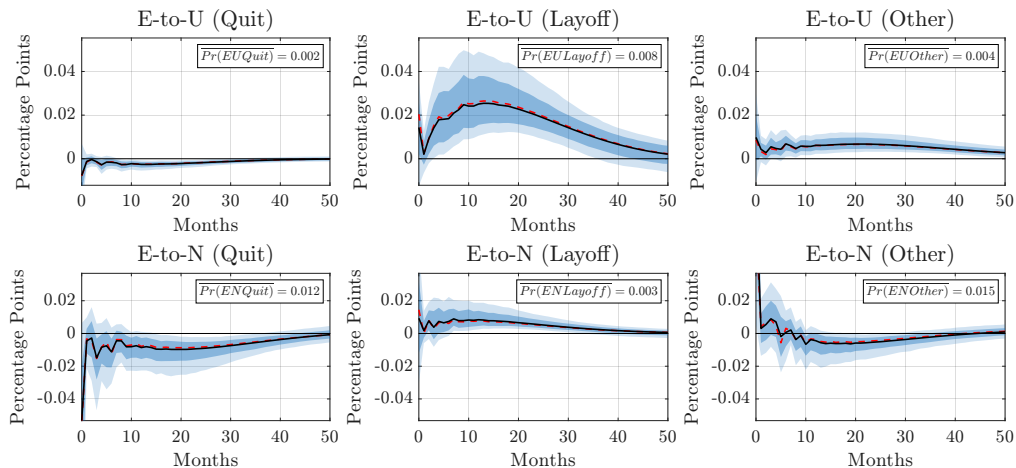 E-to-U (Quit)
Percentage Points
0.04
0.02
0
Pr(EUQuit) = 0.002
0 10 20 30 40 50
Months
E-to-U (Layoff)
Percentage Points
0.04
0.02
0
Pr(EULayoff) = 0.008
0 10 20 30 40 50
Months
E-to-U (Other)
Percentage Points
0.04
0.02
0
Pr(EUOther) = 0.004
0 10 20 30 40 50
Months
E-to-N (Quit)
Percentage Points
0.02
0
-0.02
-0.04
Pr(ENQuit) = 0.012
0 10 20 30 40 50
Months
E-to-N (Layoff)
Percentage Points
0.02
0
-0.02
-0.04
Pr(ENLayoff) = 0.003
0 10 20 30 40 50
Months
E-to-N (Other)
Percentage Points
0.02
0
-0.02
-0.04
Pr(ENOther) = 0.015
0 10 20 30 40 50
Months